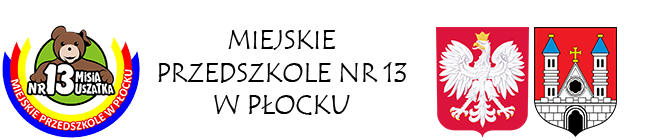 NR 13 MISIA
USZATKA
MIEJSKIE PRZEDSZKOLE W PŁOCKU
MIEJSKIE
PRZEDSZKOLE NR 13
W PŁOCKU